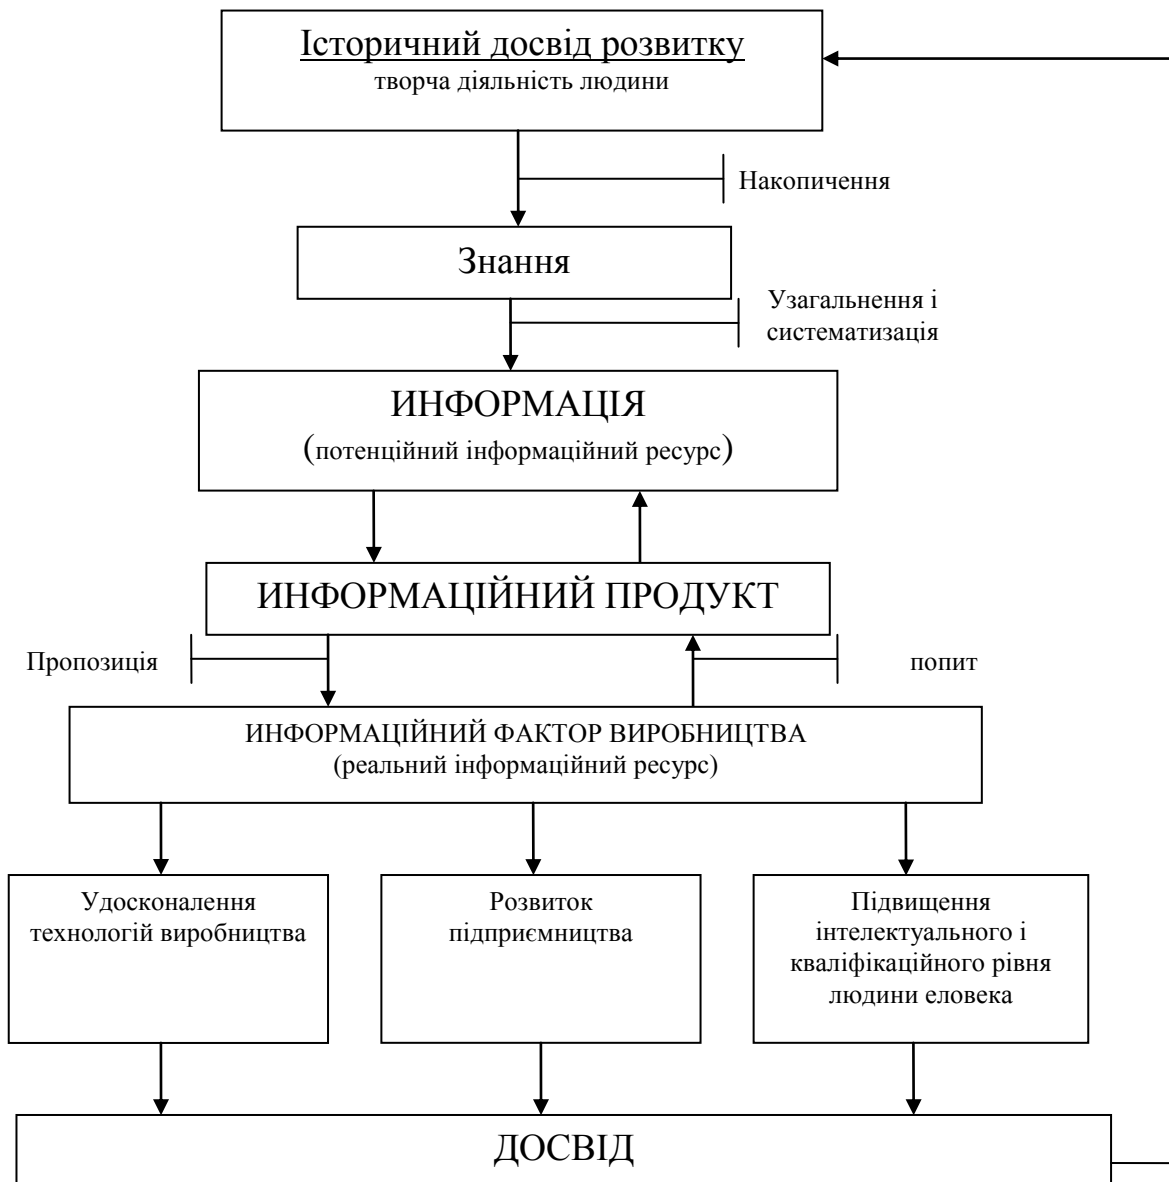 Історичний досвід розвитку
творча діяльність людини
Накопичення
Знання
Узагальнення і
систематизація
ИНФОРМАЦІЯ
(потенційний інформаційний ресурс)
ИНФОРМАЦІЙНИЙ ПРОДУКТ
Пропозиція
попит
ИНФОРМАЦІЙНИЙ ФАКТОР ВИРОБНИЦТВА
(реальний інформаційний ресурс)
Удосконалення
технологій виробництва
Розвиток
підприємництва
Підвищення
інтелектуального і
кваліфікаційного рівня
людини еловека
ДОСВІД